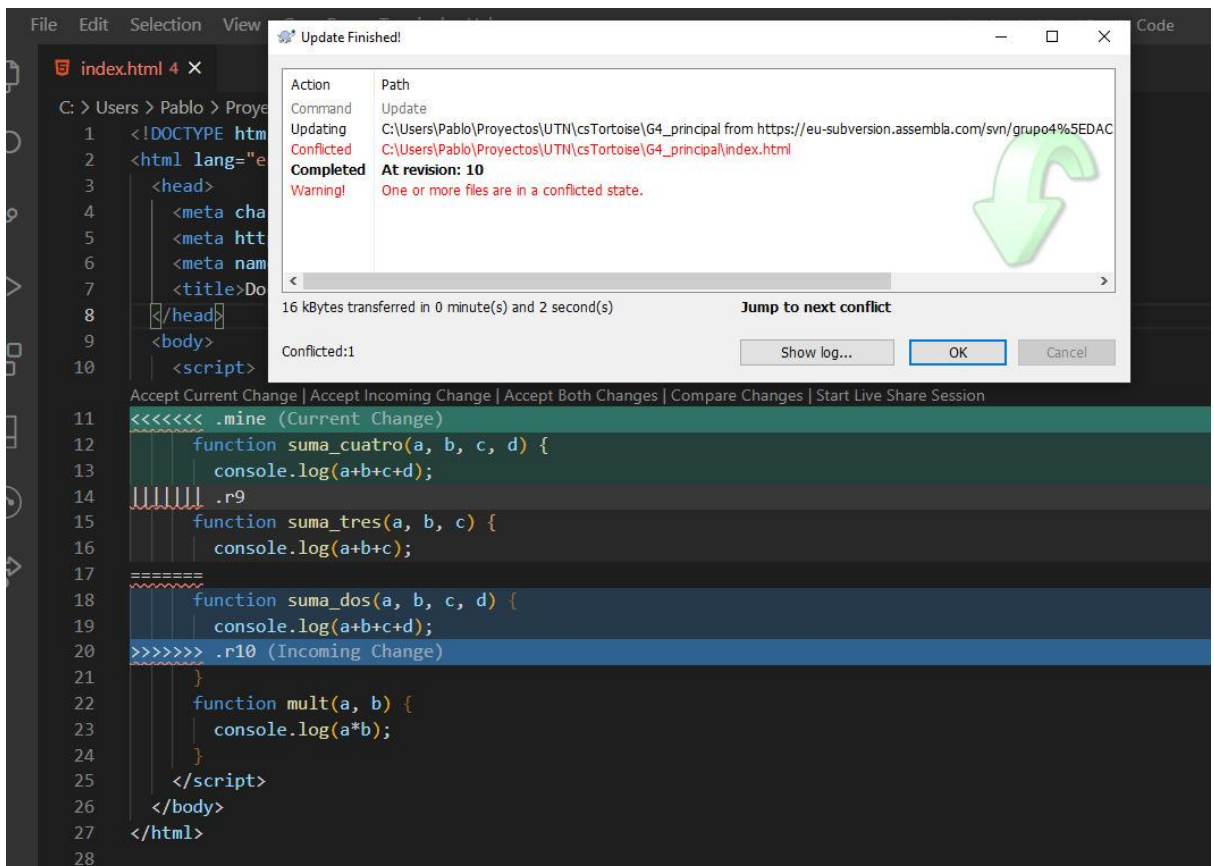 File Edit Selection View
Code
Update Finished!
index.html 4
Action Path
Command Update
Updating C:\Users\Pablo\Proyectos\UTN\csTortoise\G4_principal from https://eu-subversion.assembla.com/svn/grupo4%5EDAC
Conflicted C:\Users\Pablo\Proyectos\UTN\csTortoise\G4_principal\index.html
Completed At revision: 10
Warning! One or more files are in a conflicted state.
16 kBytes transferred in 0 minute(s) and 2 second(s) Jump to next conflict
Conflicted:1 Show log... OK Cancel
C: > Users > Pablo > Proye
1 <!DOCTYPE htm
2 <html lang="e
3 <head>
4 <meta cha
5 <meta htt
6 <meta nam
7 <title>Do
8 </head>
9 <body>
10 <script>
Accept Current Change | Accept Incoming Change | Accept Both Changes | Compare Changes | Start Live Share Session
11 <<<<<<< .mine (Current Change)
12 function suma_cuatro(a, b, c, d) {
13 console.log(a+b+c+d);
14 ||||||| .r9
15 function suma_tres(a, b, c) {
16 console.log(a+b+c);
17 =======
18 function suma_dos(a, b, c, d) {
19 console.log(a+b+c+d);
20 >>>>>>> .r10 (Incoming Change)
21 }
22 function mult(a, b) {
23 console.log(a*b);
24 }
25 </script>
26 </body>
27 </html>
28